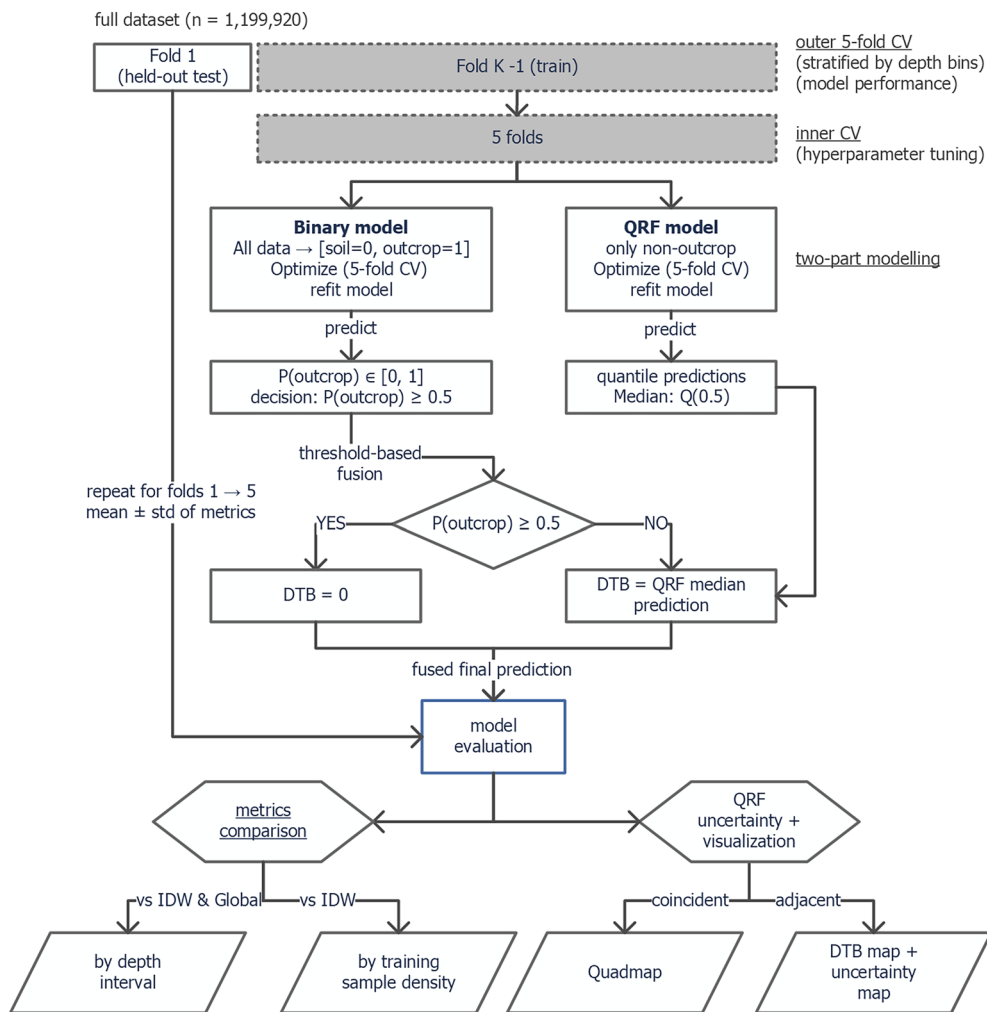 full dataset (n = 1,199,920)
Fold 1
(held-out test)
Fold K -1 (train)
outer 5-fold CV
(stratified by depth bins)
(model performance)
5 folds
inner CV
(hyperparameter tuning)
Binary model
All data → [soil=0, outcrop=1]
Optimize (5-fold CV)
refit model
QRF model
only non-outcrop
Optimize (5-fold CV)
refit model
two-part modelling
predict
predict
P(outcrop) ∈ [0, 1]
decision: P(outcrop) ≥ 0.5
quantile predictions
Median: Q(0.5)
threshold-based
fusion
repeat for folds 1 → 5
mean ± std of metrics
YES
P(outcrop) ≥ 0.5
NO
DTB = 0
DTB = QRF median
prediction
fused final prediction
model
evaluation
metrics
comparison
QRF
uncertainty +
visualization
vs IDW & Global
vs IDW
coincident
adjacent
by depth
interval
by training
sample density
Quadmap
DTB map +
uncertainty
map